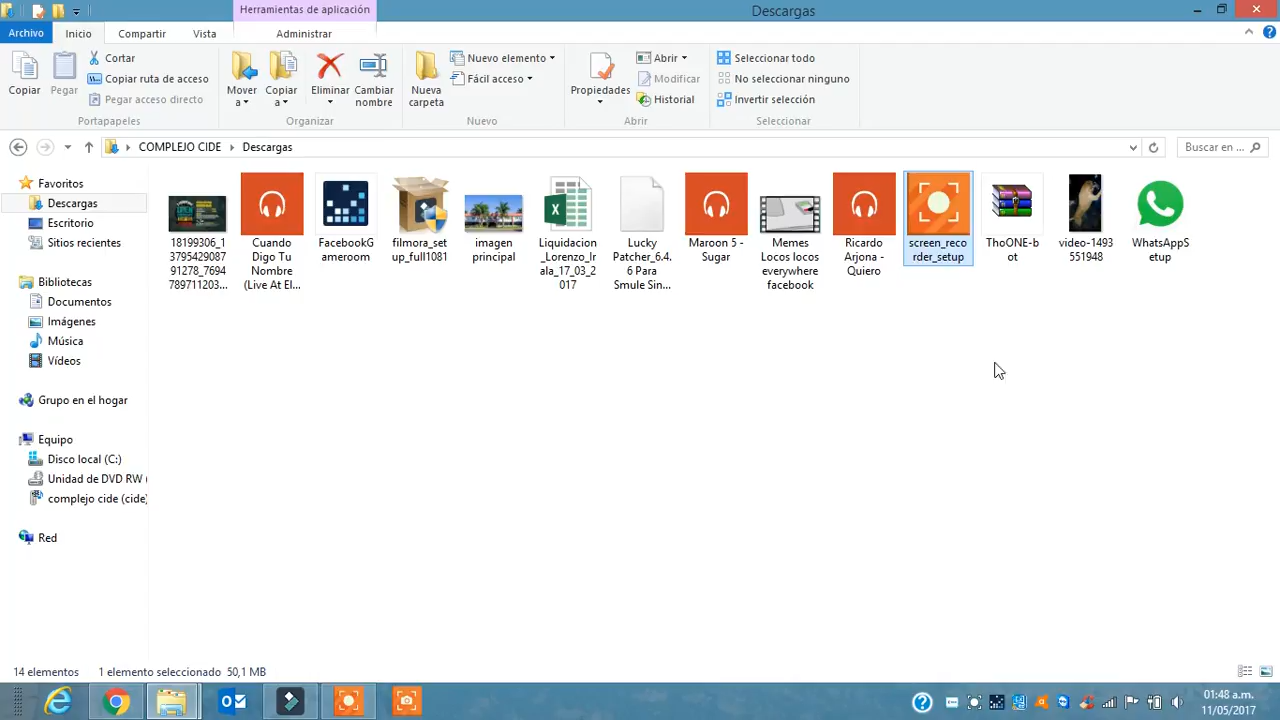 Herramientas de aplicación
Descargas
Archivo
Inicio
Compartir
Vista
Administrar
Copiar
Pegar
Cortar
Copiar ruta de acceso
Pegar acceso directo
Portapapeles
Mover a
Copiar a
Eliminar
Cambiar nombre
Organizar
Nueva carpeta
Nuevo elemento
Fácil acceso
Nuevo
Propiedades
Abrir
Modificar
Historial
Abrir
Seleccionar todo
No seleccionar ninguno
Invertir selección
Seleccionar
COMPLEJO CIDE
Descargas
Buscar en ...
Favoritos
Descargas
Escritorio
Sitios recientes
Bibliotecas
Documentos
Imágenes
Música
Vídeos
Grupo en el hogar
Equipo
Disco local (C:)
Unidad de DVD RW (
complejo cide (cide)
Red
18199306_1
3795429087
91278_7694
789711203...
Cuando
Digo Tu
Nombre
(Live At El...
FacebookG
ameroom
filmora_set
up_full1081
imagen
principal
Liquidacion
_Lorenzo_Ir
ala_17_03_2
017
Lucky
Patcher_6.4.
6 Para
Smule Sin...
Maroon 5 -
Sugar
Memes
Locos locos
everywhere
facebook
Ricardo
Arjona -
Quiero
screen_reco
rder_setup
ThoONE-b
ot
video-1493
551948
WhatsAppS
etup
14 elementos
1 elemento seleccionado 50,1 MB
01:48 a.m.
11/05/2017